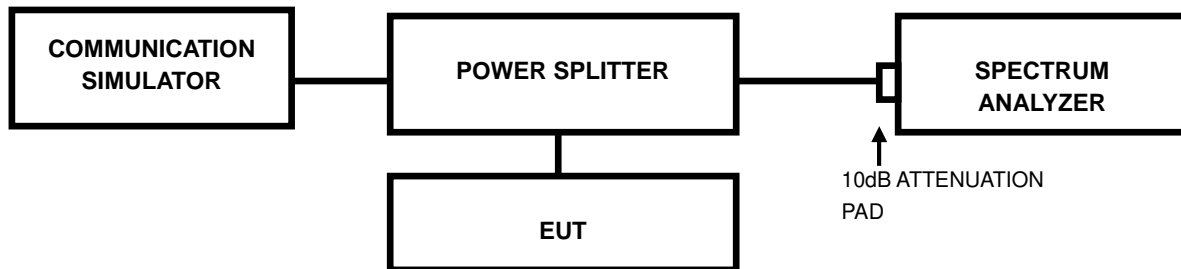 COMMUNICATION
SIMULATOR
POWER SPLITTER
SPECTRUM
ANALYZER
10dB ATTENUATION
PAD
EUT